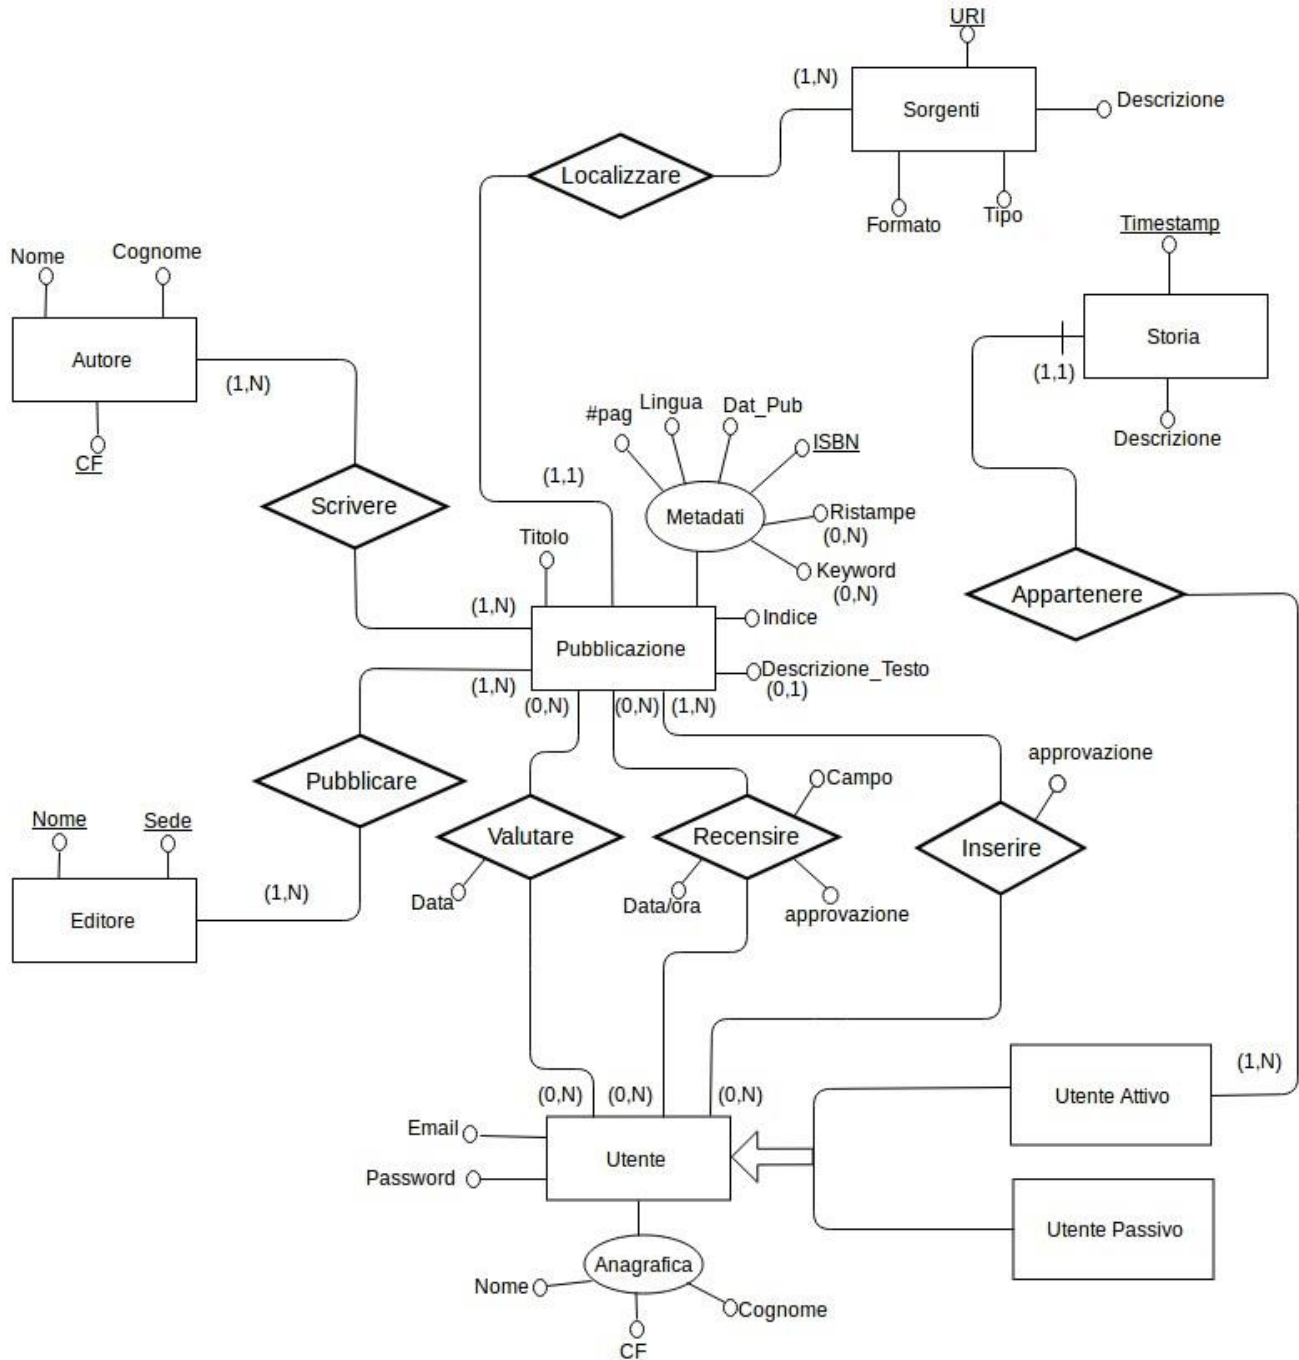 URI
(1,N)
Sorgenti
Descrizione
Localizzare
Formato
Tipo
Timestamp
Nome
Cognome
Autore
(1,N)
CF
Storia
(1,1)
Descrizione
#pag
Lingua
Dat_Pub
ISBN
(1,1)
Scrivere
Metadati
Ristampe
(0,N)
Titolo
Keyword
(0,N)
Appartenere
(1,N)
Indice
Pubblicazione
Descrizione_Testo
(0,1)
(1,N)
(0,N)
(0,N)
(1,N)
approvazione
Pubblicare
Campo
Nome
Sede
Valutare
Recensire
Inserire
(1,N)
Data
Data/ora
approvazione
Editore
(1,N)
(0,N)
(0,N)
(0,N)
Utente Attivo
Email
Utente
Password
Utente Passivo
Anagrafica
Nome
Cognome
CF